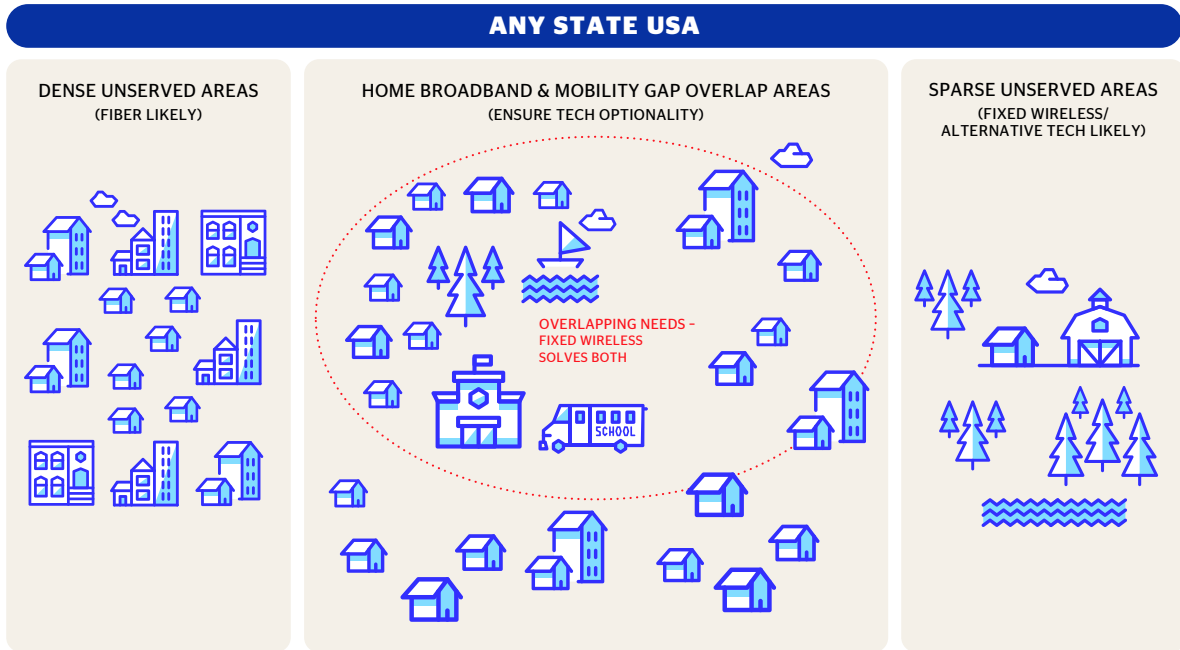 ANY STATE USA
DENSE UNSERVED AREAS
(FIBER LIKELY)
HOME BROADBAND & MOBILITY GAP OVERLAP AREAS
(ENSURE TECH OPTIONALITY)
OVERLAPPING NEEDS –
FIXED WIRELESS
SOLVES BOTH
SCHOOL
SPARSE UNSERVED AREAS
(FIXED WIRELESS/
ALTERNATIVE TECH LIKELY)